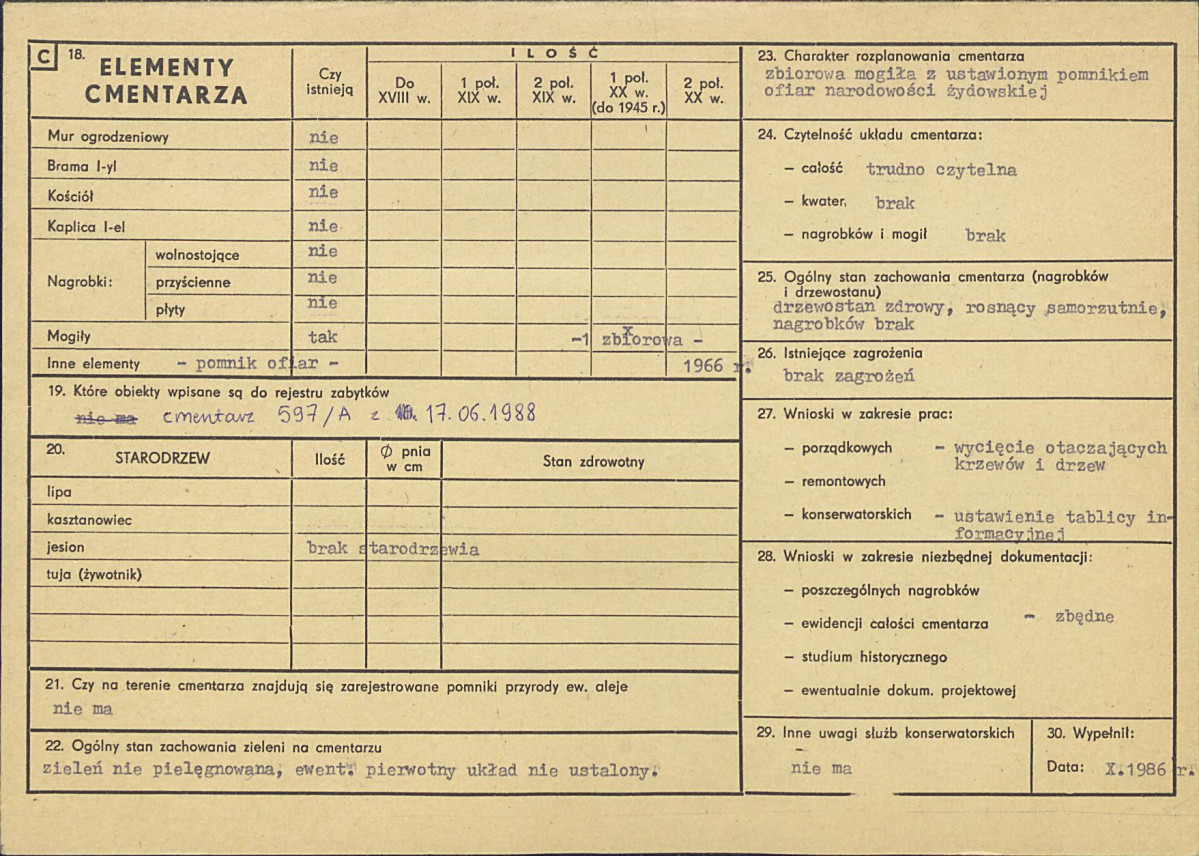 C 18. ELEMENTY
CMENTARZA
Czy
istnieją
I L O Ś Ć
Do
XVIII w.
1 poł.
XIX w.
2 poł.
XIX w.
1 poł.
XX w.
(do 1945 r.)
2 poł.
XX w.
Mur ogrodzeniowy nie
Brama I-yl nie
Kościół nie
Kaplica I-el nie
Nagrobki:
wolnostojące nie
przyścienne nie
płyty nie
Mogiły tak -1 zbiorowa - x
Inne elementy - pomnik ofiar - 1966 r.
19. Które obiekty wpisane są do rejestru zabytków
nie ma cmentarz 597/A z 17.06.1988
20. STARODRZEW
Ilość
Ø pnia
w cm
Stan zdrowotny
lipa
kasztanowiec
jesion brak starodrzewia
tuja (żywotnik)
21. Czy na terenie cmentarza znajdują się zarejestrowane pomniki przyrody ew. aleje
nie ma
22. Ogólny stan zachowania zieleni na cmentarzu
zieleń nie pielęgnowana, ewent. pierwotny układ nie ustalony.
23. Charakter rozplanowania cmentarza
zbiorowa mogiła z ustawionym pomnikiem
ofiar narodowości żydowskiej
24. Czytelność układu cmentarza:
- całość trudno czytelna
- kwater, brak
- nagrobków i mogił brak
25. Ogólny stan zachowania cmentarza (nagrobków
i drzewostanu)
drzewostan zdrowy, rosnący samorzutnie,
nagrobków brak
26. Istniejące zagrożenia
brak zagrożeń
27. Wnioski w zakresie prac:
- porządkowych - wycięcie otaczających
krzewów i drzew
- remontowych
- konserwatorskich - ustawienie tablicy in-
formacyjnej
28. Wnioski w zakresie niezbędnej dokumentacji:
- poszczególnych nagrobków
- ewidencji całości cmentarza - zbędne
- studium historycznego
- ewentualnie dokum. projektowej
29. Inne uwagi służb konserwatorskich
nie ma
30. Wypełnił:
Data: X.1986 r.